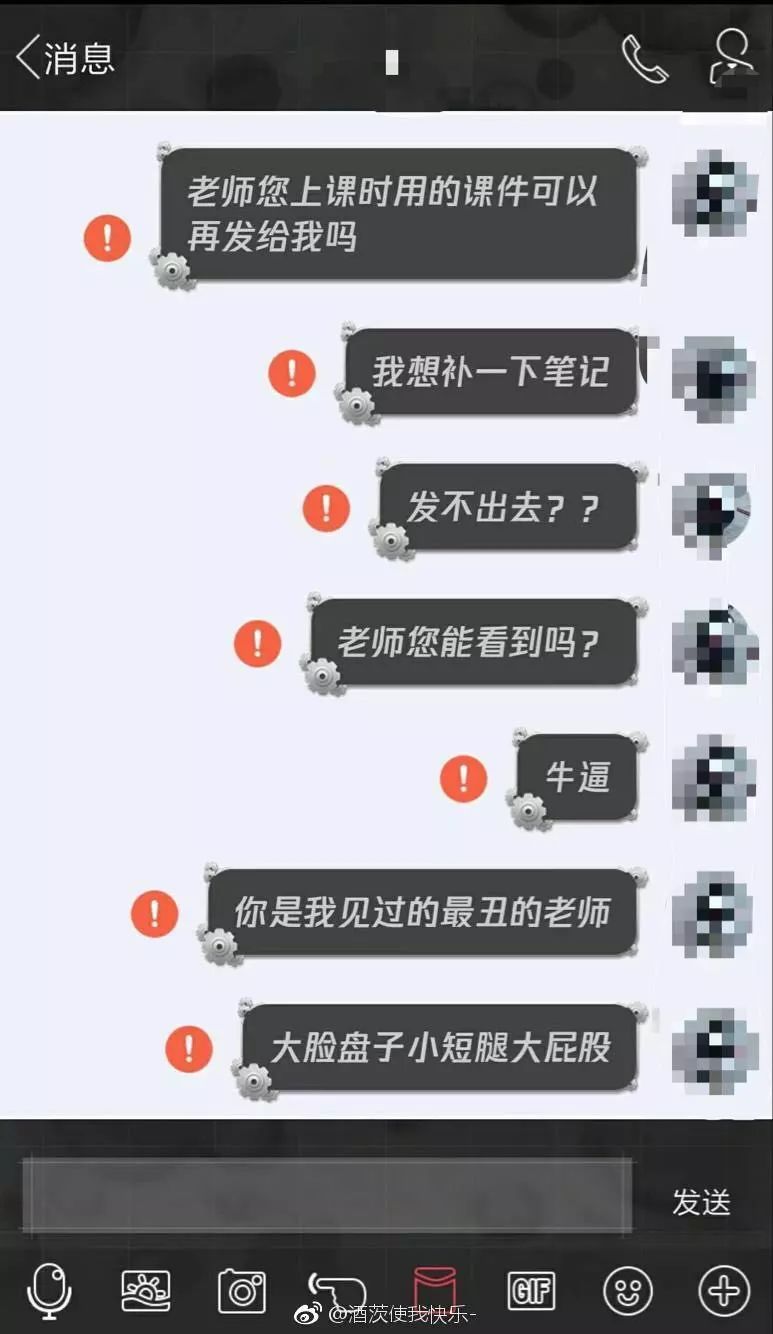 消息
老师您上课时用的课件可以
再发给我吗
我想补一下笔记
发不出去？？
老师您能看到吗？
牛逼
你是我见过的最丑的老师
大脸盘子小短腿大屁股
发送
GIF
@酒茨使我快乐-